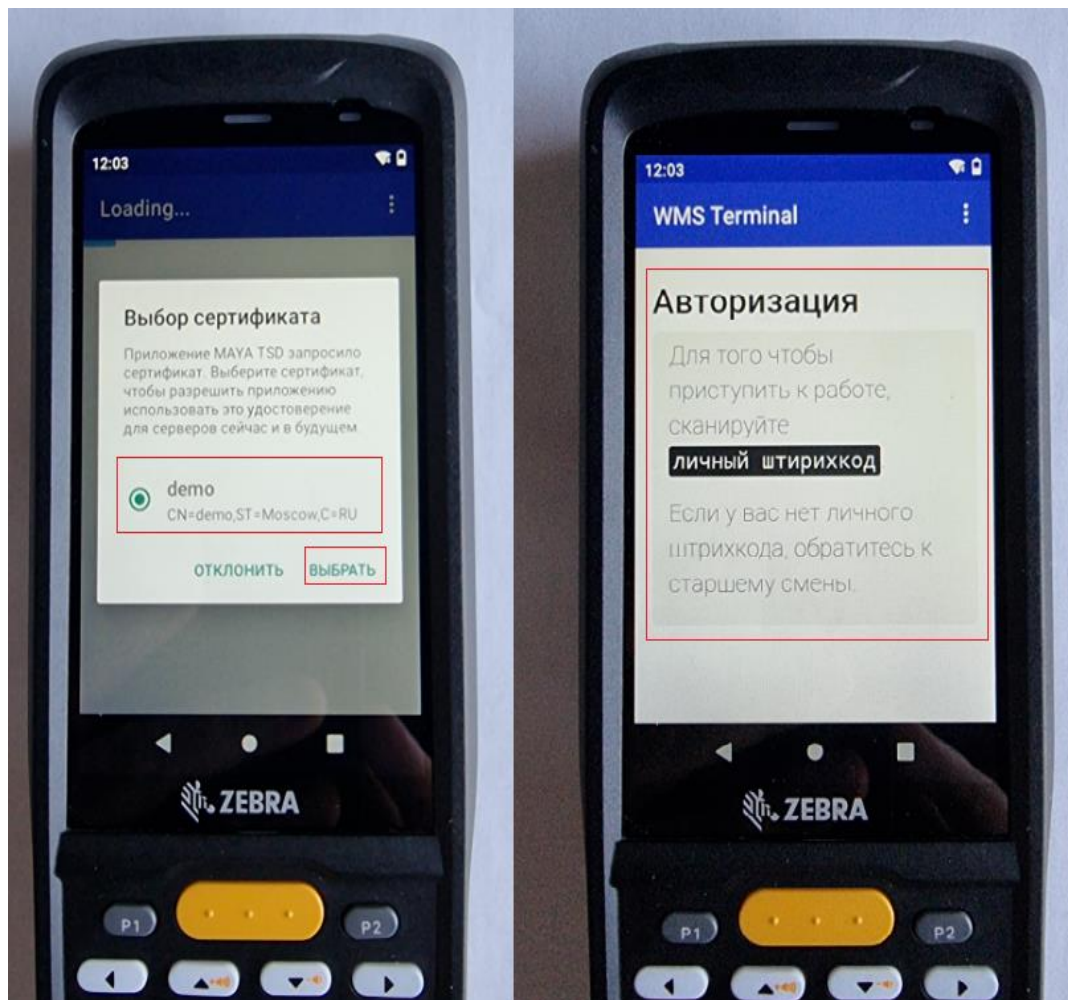 12:03
Loading...
Выбор сертификата
Приложение MAYA TSD запросило
сертификат. Выберите сертификат,
чтобы разрешить приложению
использовать это удостоверение
для серверов сейчас и в будущем.
demo
CN=demo,ST=Moscow,C=RU
ОТКЛОНИТЬ ВЫБРАТЬ
ZEBRA
P1 P2
12:03
WMS Terminal
Авторизация
Для того чтобы
приступить к работе,
сканируйте
личный штирихкод
Если у вас нет личного
штрихкода, обратитесь к
старшему смены.
ZEBRA
P1 P2